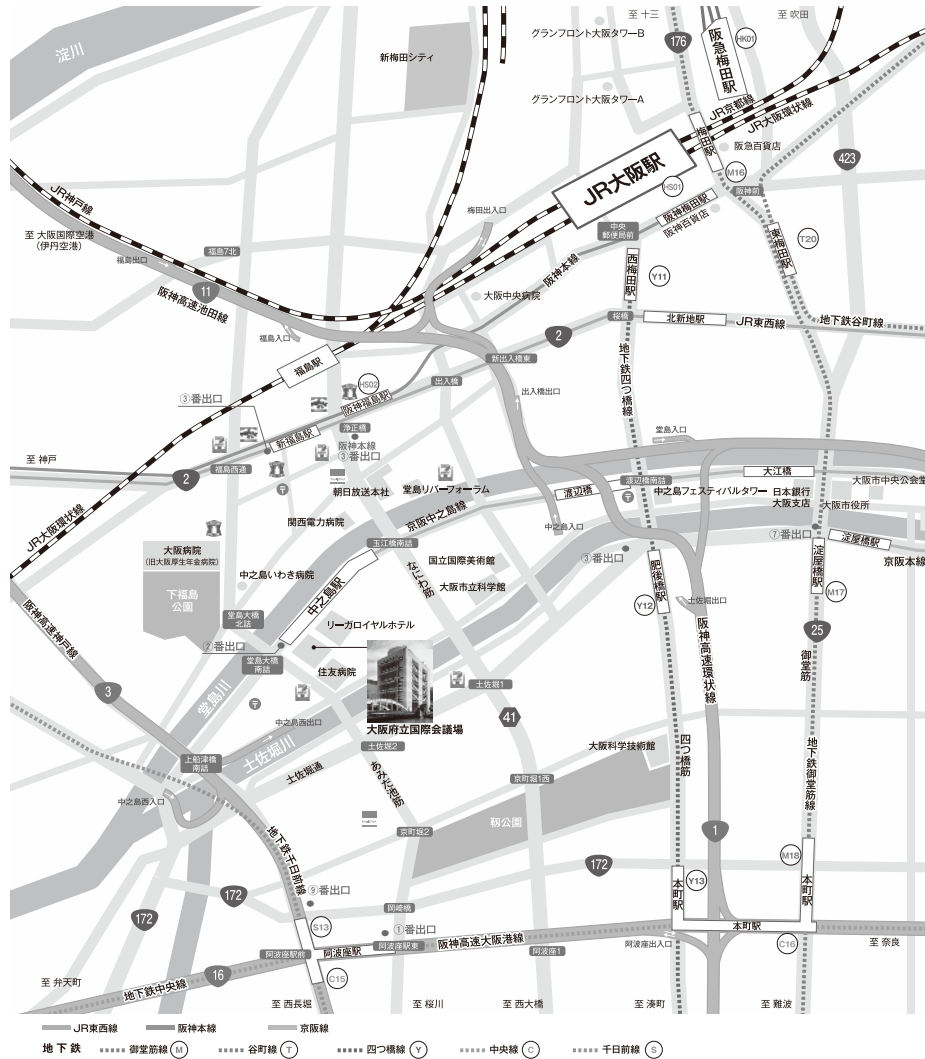 至 十三
至 吹田
淀川
新梅田シティ
グランフロント大阪タワーB
176
阪急梅田駅
HK01
グランフロント大阪タワーA
JR京都線
JR大阪環状線
梅田駅
阪急百貨店
423
JR大阪駅
M16
HS01
阪神前
JR神戸線
梅田出入口
阪神梅田駅
阪神百貨店
至 大阪国際空港
(伊丹空港)
福島7北
中央
郵便局前
東梅田駅
T20
福島出口
阪神本線
西梅田駅
Y11
11
阪神高速池田線
大阪中央病院
桜橋
北新地駅
JR東西線
地下鉄谷町線
福島入口
2
新出入橋東
地下鉄四つ橋線
福島駅
HS02
出入橋
出入橋出口
③番出口
阪神福島駅
浄正橋
新福島駅
阪神本線
③番出口
堂島入口
至 神戸
2
福島西通
大江橋
渡辺橋
渡辺橋南詰
大阪市中央公会堂
朝日放送本社
堂島リバーフォーラム
中之島フェスティバルタワー
日本銀行
大阪支店
大阪市役所
京阪中之島線
中之島入口
関西電力病院
⑦番出口
JR大阪環状線
淀屋橋駅
京阪本線
玉江橋南詰
③番出口
大阪病院
(旧大阪厚生年金病院)
国立国際美術館
淀屋橋駅
なにわ筋
肥後橋駅
中之島いわき病院
中之島駅
大阪市立科学館
M17
下福島
公園
Y12
土佐堀出口
阪神高速神戸線
堂島大橋
北詰
リーガロイヤルホテル
阪神高速環状線
25
②番出口
堂島大橋
南詰
住友病院
御堂筋
3
堂島川
土佐堀1
中之島西出口
41
大阪府立国際会議場
土佐堀川
土佐堀2
大阪科学技術館
四つ橋筋
上船津橋
南詰
土佐堀通
あみだ池筋
京町堀1西
地下鉄御堂筋線
中之島西入口
靱公園
京町堀2
1
地下鉄千日前線
172
M18
⑨番出口
本町駅
Y13
本町駅
172
岡崎橋
172
S13
①番出口
本町駅
阿波座駅前
阿波座駅
阿波座駅東
阪神高速大阪港線
阿波座1
阿波座出入口
C16
至 奈良
16
C15
至 弁天町
地下鉄中央線
至 西長堀
至 桜川
至 西大橋
至 湊町
至 難波
JR東西線
阪神本線
京阪線
地下鉄
御堂筋線 M
谷町線 T
四つ橋線 Y
中央線 C
千日前線 S